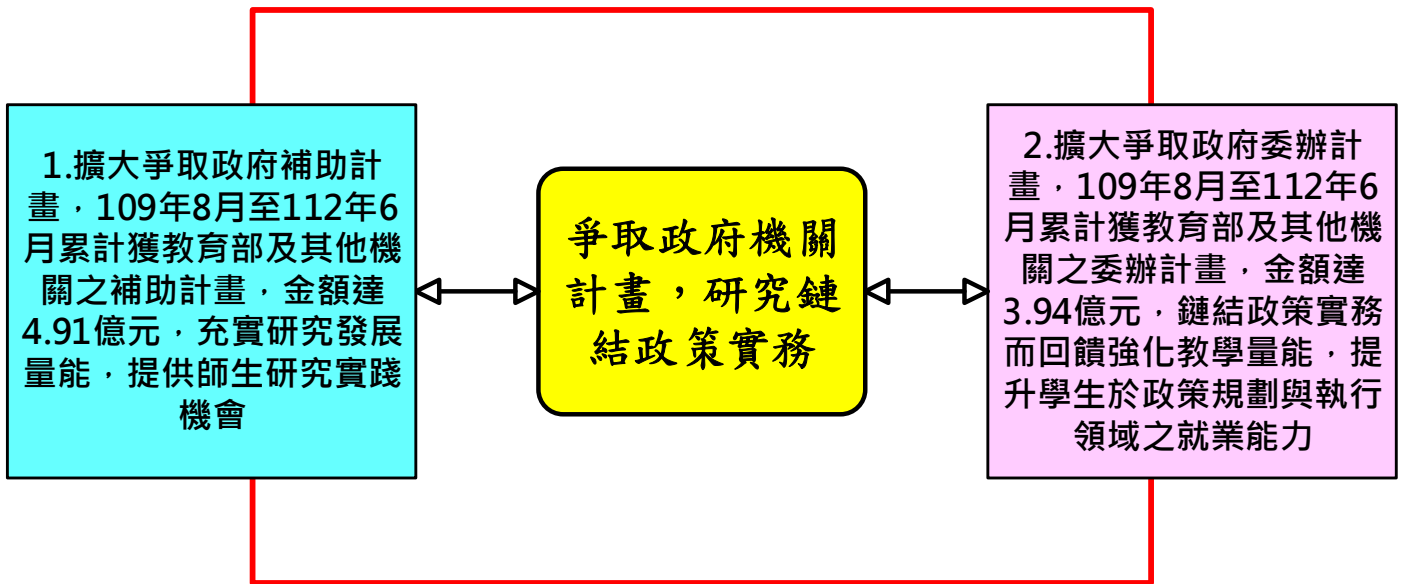 1.擴大爭取政府補助計
畫，109年8月至112年6
月累計獲教育部及其他機
關之補助計畫，金額達
4.91億元，充實研究發展
量能，提供師生研究實踐
機會
爭取政府機關
計畫，研究鏈
結政策實務
2.擴大爭取政府委辦計
畫，109年8月至112年6
月累計獲教育部及其他機
關之委辦計畫，金額達
3.94億元，鏈結政策實務
而回饋強化教學量能，提
升學生於政策規劃與執行
領域之就業能力